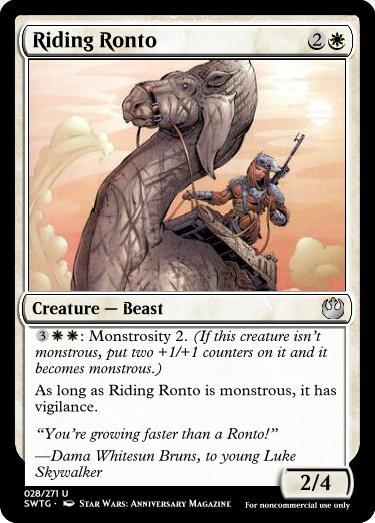 Riding Ronto 2
Creature — Beast
3: Monstrosity 2. (If this creature isn't
monstrous, put two +1/+1 counters on it and it
becomes monstrous.)
As long as Riding Ronto is monstrous, it has
vigilance.
“You’re growing faster than a Ronto!”
—Dama Whitesun Bruns, to young Luke
Skywalker
2/4
028/271 U
SWTG · Star Wars: Anniversary Magazine
For noncommercial use only